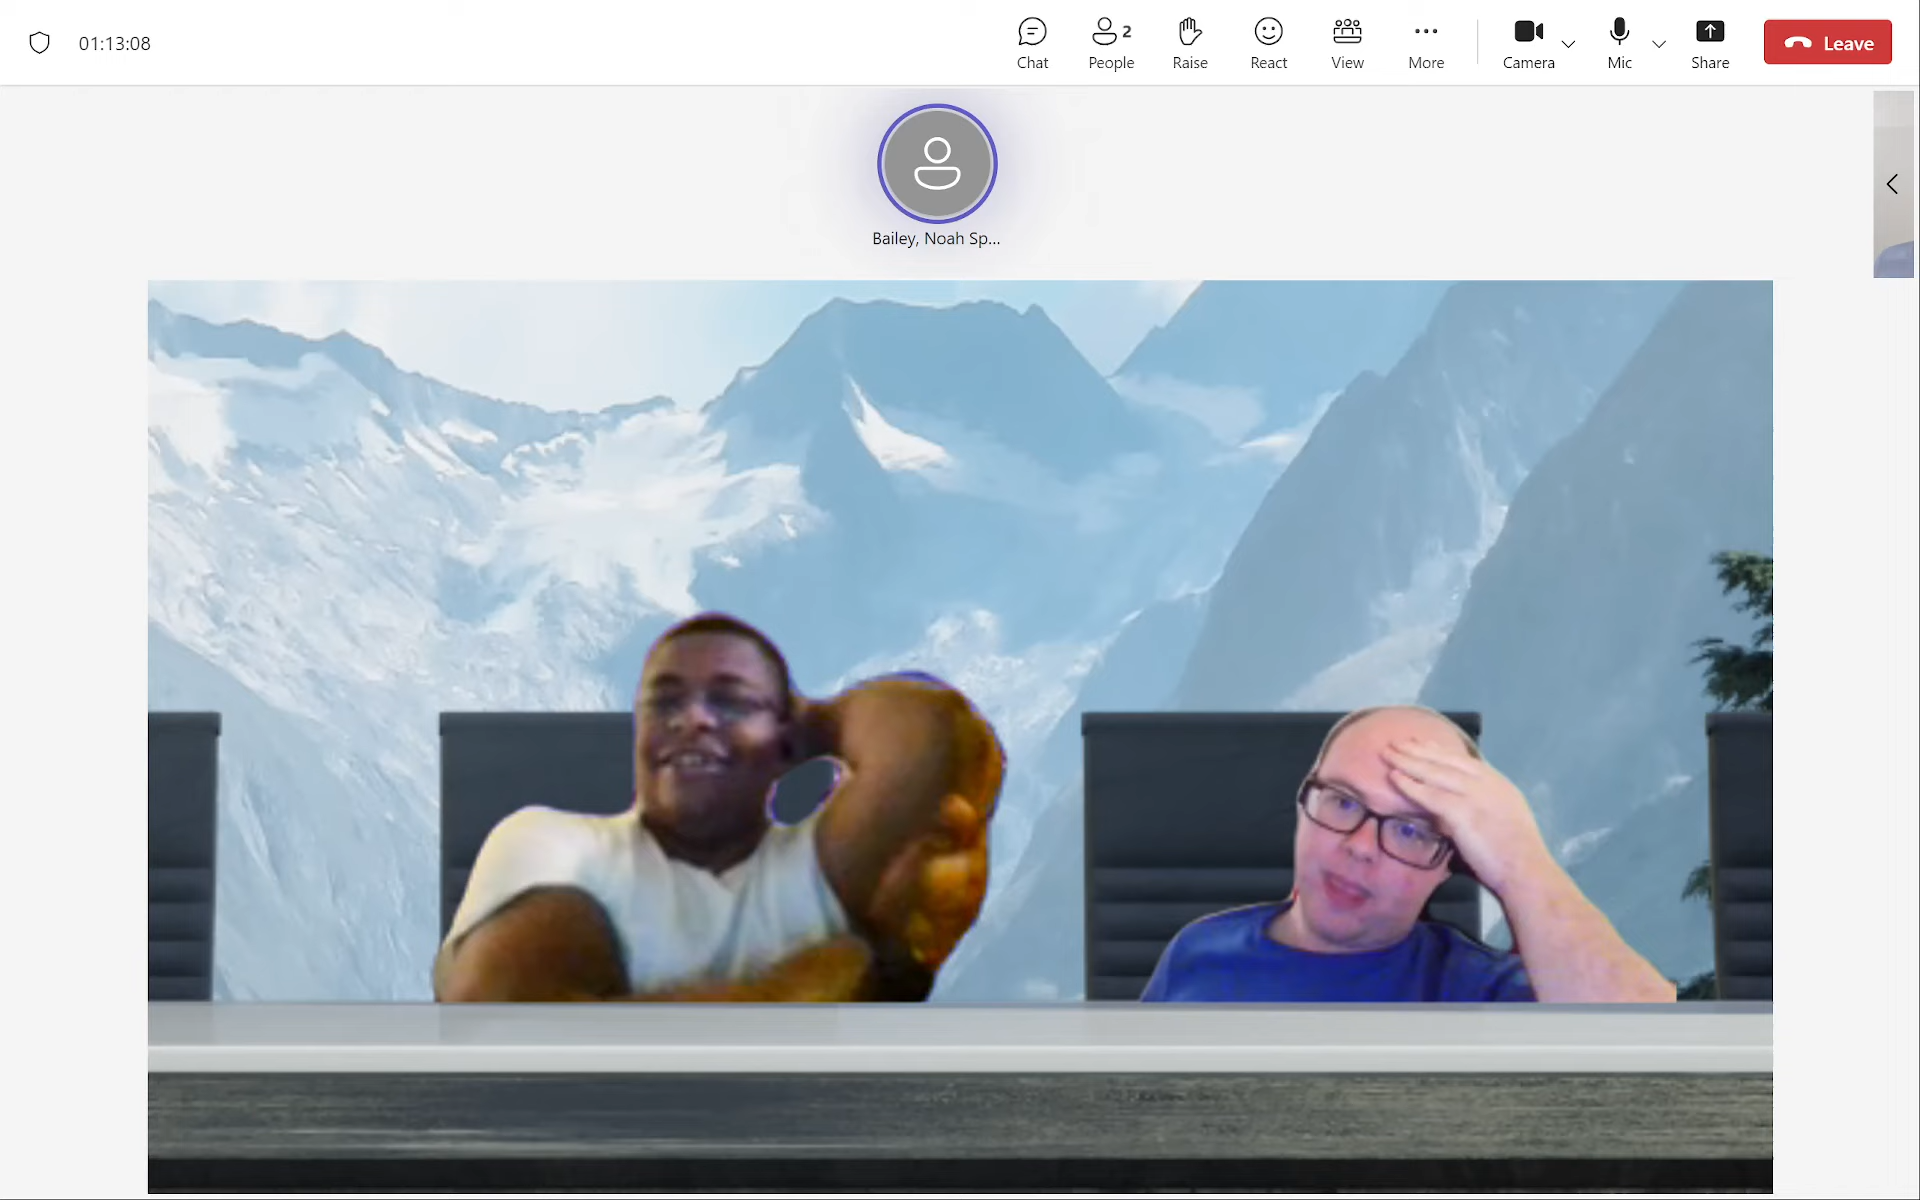 01:13:08
Chat
People 2
Raise
React
View
More
Camera
Mic
Share
Leave
Bailey, Noah Sp...